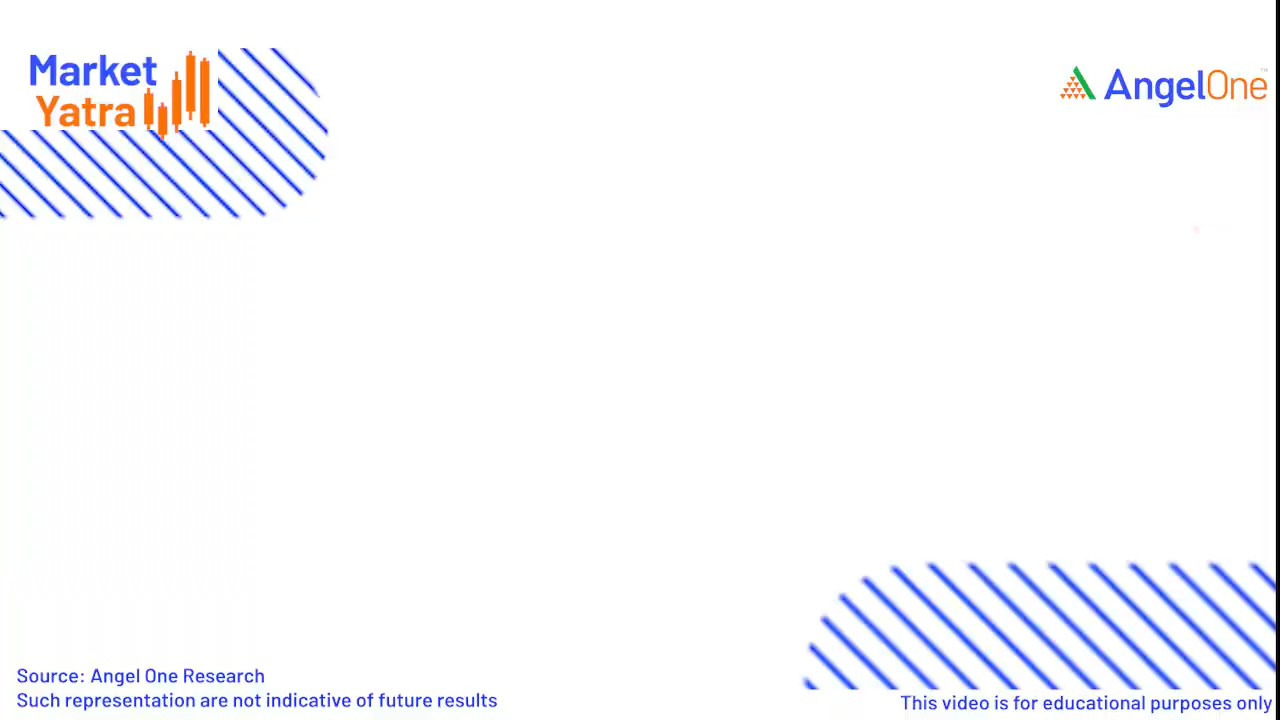 Market
Yatra
AngelOne™
Source: Angel One Research
Such representation are not indicative of future results
This video is for educational purposes only